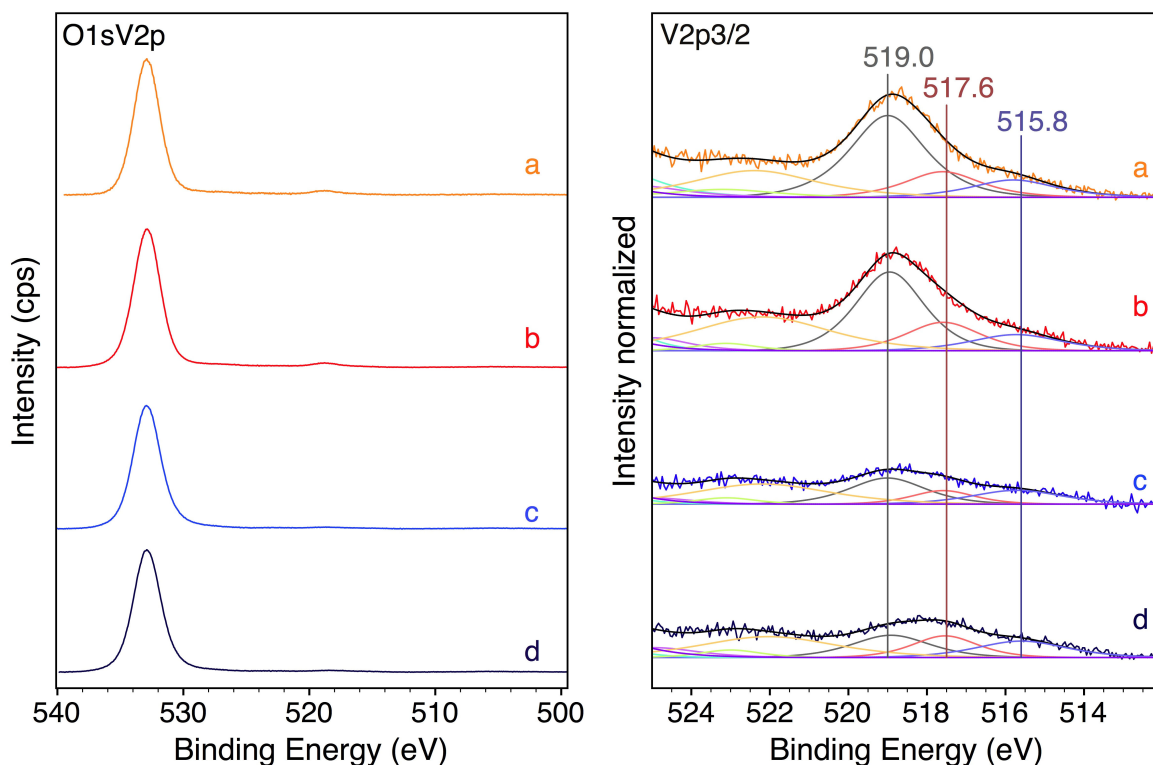 O1sV2p
a
b
c
d
Intensity (cps)
540 530 520 510 500
Binding Energy (eV)
V2p3/2
519.0
517.6
515.8
a
b
c
d
Intensity normalized
524 522 520 518 516 514
Binding Energy (eV)